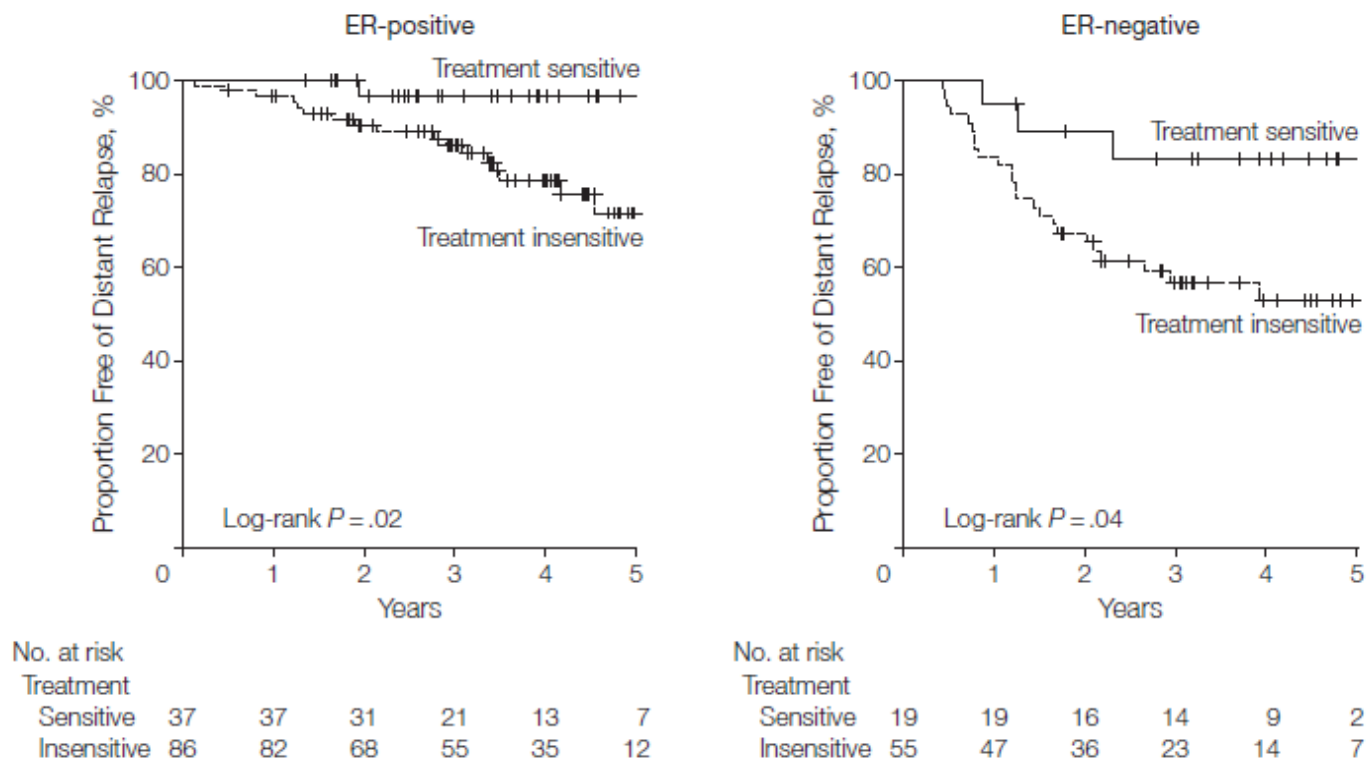 ER-positive
Proportion Free of Distant Relapse, %
100
80
60
40
20
Treatment sensitive
Treatment insensitive
Log-rank P = .02
0 1 2 3 4 5
Years
No. at risk
Treatment
Sensitive 37 37 31 21 13 7
Insensitive 86 82 68 55 35 12
ER-negative
Proportion Free of Distant Relapse, %
100
80
60
40
20
Treatment sensitive
Treatment insensitive
Log-rank P = .04
0 1 2 3 4 5
Years
No. at risk
Treatment
Sensitive 19 19 16 14 9 2
Insensitive 55 47 36 23 14 7